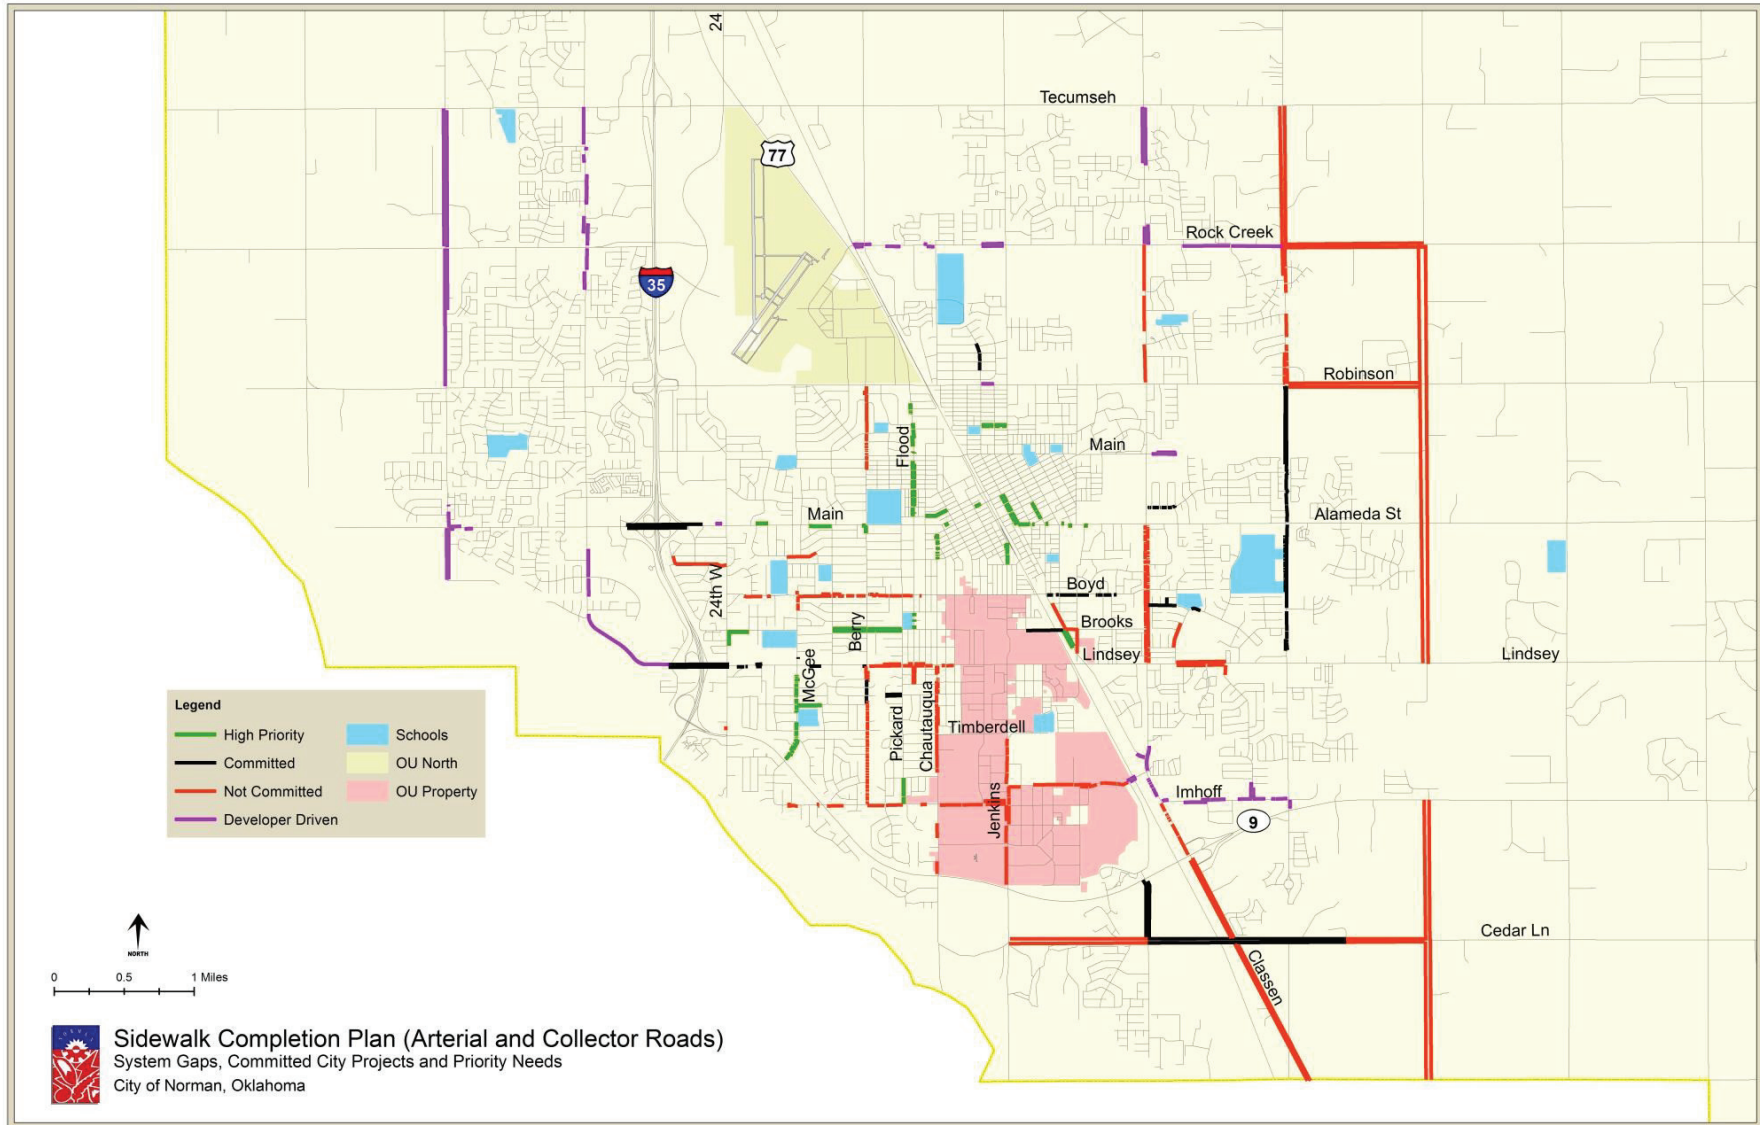 24
Tecumseh
77
Rock Creek
35
Robinson
Flood
Main
Main
Alameda St
24th W
Boyd
Berry
Brooks
Lindsey
Lindsey
McGee
Legend
High Priority
Committed
Not Committed
Developer Driven
Schools
OU North
OU Property
Pickard
Chautauqua
Timberdell
Jenkins
Imhoff
9
Cedar Ln
Classen
NORTH
0 0.5 1 Miles
Sidewalk Completion Plan (Arterial and Collector Roads)
System Gaps, Committed City Projects and Priority Needs
City of Norman, Oklahoma